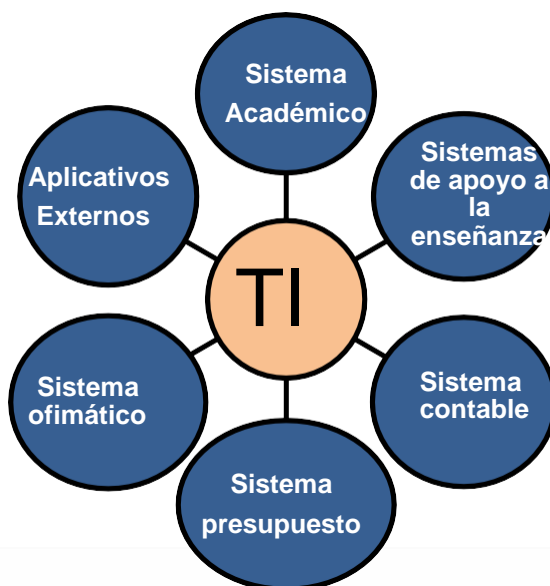 Sistema
Académico
Sistemas
de apoyo a
la
enseñanza
Aplicativos
Externos
TI
Sistema
ofimático
Sistema
contable
Sistema
presupuesto